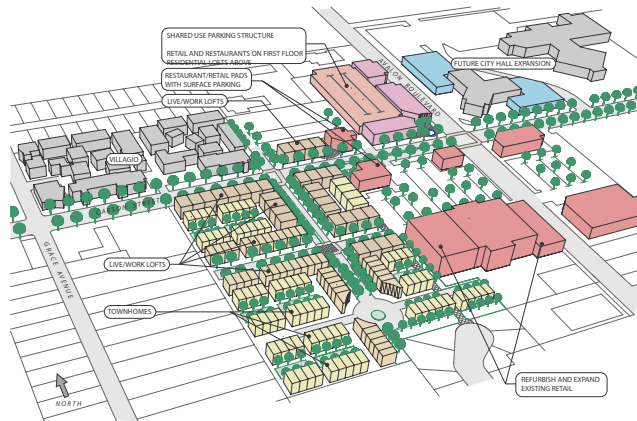 SHARED USE PARKING STRUCTURE
RETAIL AND RESTAURANTS ON FIRST FLOOR
RESIDENTIAL LOFTS ABOVE
RESTAURANT/RETAIL PADS
WITH SURFACE PARKING
LIVE/WORK LOFTS
AVALON BOULEVARD
FUTURE CITY HALL EXPANSION
VILLAGIO
CARSON STREET
GRACE AVENUE
LIVE/WORK LOFTS
TOWNHOMES
REFURBISH AND EXPAND
EXISTING RETAIL
NORTH